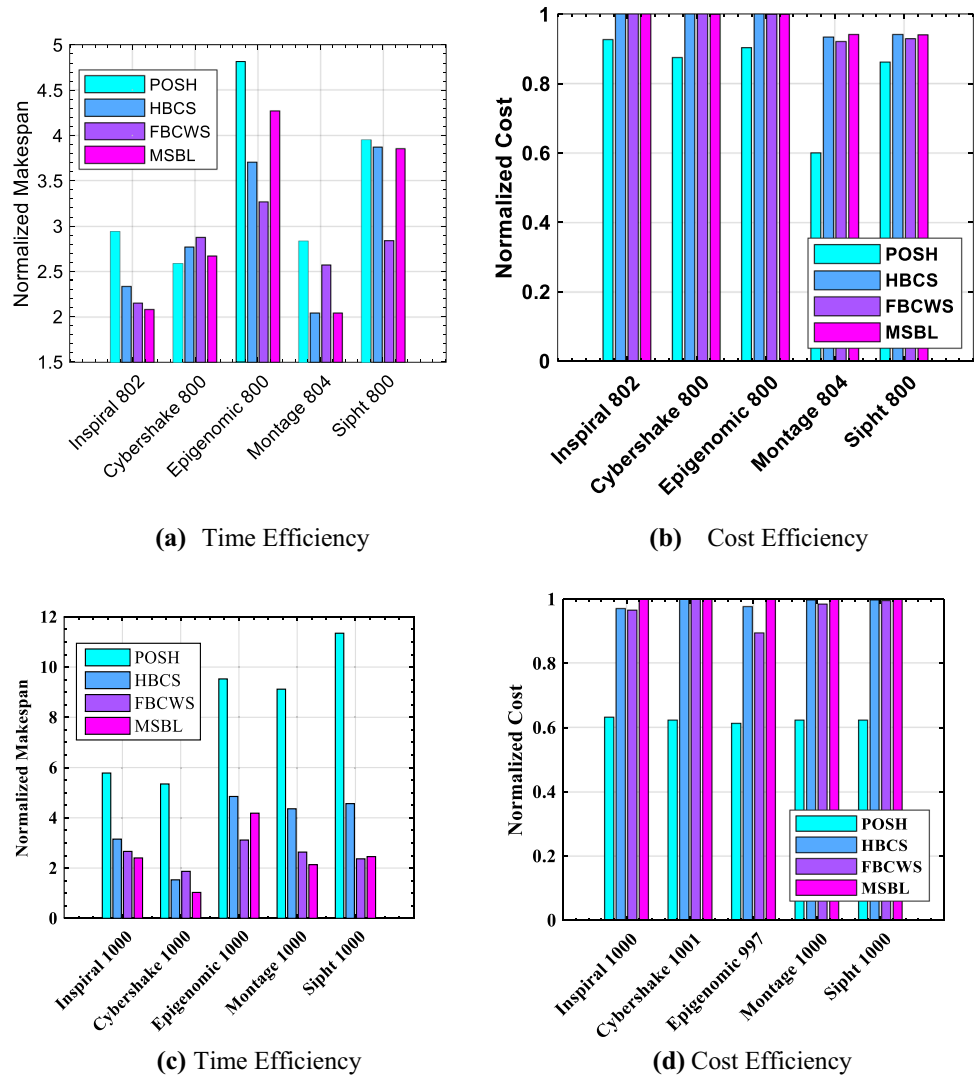 5
4.5
4
3.5
3
2.5
2
1.5
Normalized Makespan
POSH
HBCS
FBCWS
MSBL
Inspiral 802
Cybershake 800
Epigenomic 800
Montage 804
Sipht 800
(a) Time Efficiency
1
0.8
0.6
0.4
0.2
0
Normalized Cost
POSH
HBCS
FBCWS
MSBL
Inspiral 802
Cybershake 800
Epigenomic 800
Montage 804
Sipht 800
(b) Cost Efficiency
12
10
8
6
4
2
0
Normalized Makespan
POSH
HBCS
FBCWS
MSBL
Inspiral 1000
Cybershake 1000
Epigenomic 1000
Montage 1000
Sipht 1000
(c) Time Efficiency
1
0.8
0.6
0.4
0.2
0
Normalized Cost
POSH
HBCS
FBCWS
MSBL
Inspiral 1000
Cybershake 1001
Epigenomic 997
Montage 1000
Sipht 1000
(d) Cost Efficiency